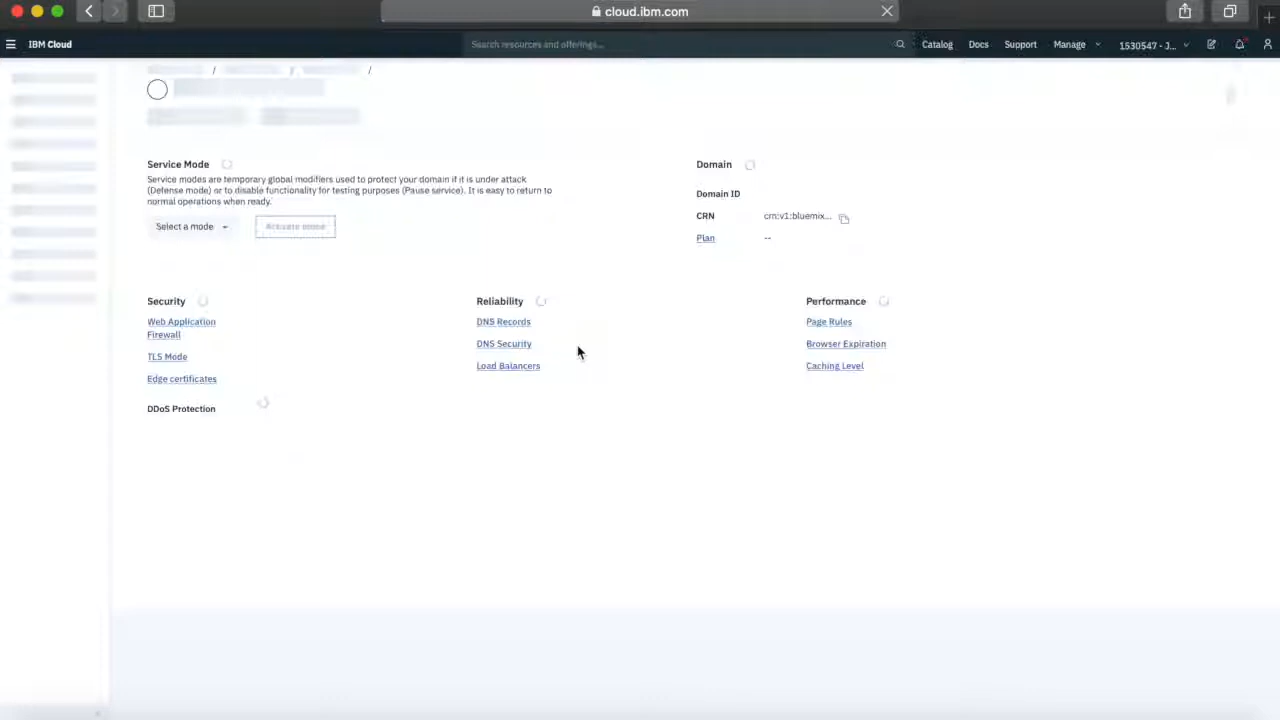 cloud.ibm.com
IBM Cloud
Search resources and offerings...
Catalog
Docs
Support
Manage
1530547 - J...
/ / / 
Service Mode
Service modes are temporary global modifiers used to protect your domain if it is under attack
(Defense mode) or to disable functionality for testing purposes (Pause service). It is easy to return to
normal operations when ready.
Select a mode
Activate mode
Domain
Domain ID
CRN crn:v1:bluemix...
Plan --
Security
Web Application
Firewall
TLS Mode
Edge certificates
DDoS Protection
Reliability
DNS Records
DNS Security
Load Balancers
Performance
Page Rules
Browser Expiration
Caching Level